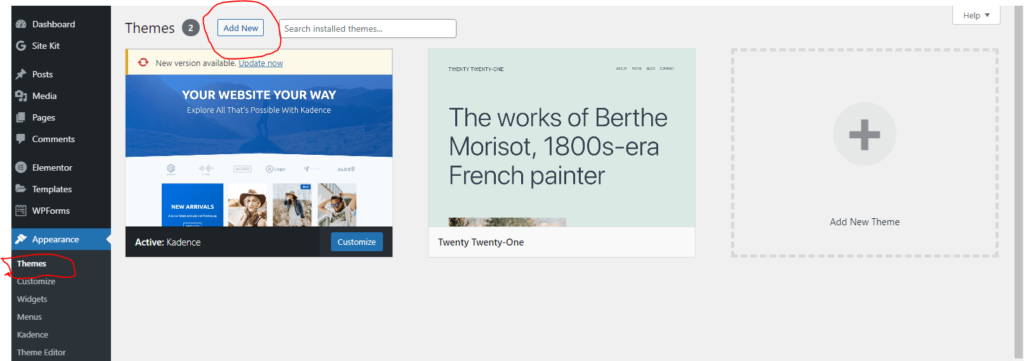 Dashboard
Site Kit
Posts
Media
Pages
Comments
Elementor
Templates
WPForms
Appearance
Themes
Customize
Widgets
Menus
Kadence
Theme Editor
Themes 2
Add New
Search installed themes...
Help
New version available. Update now
YOUR WEBSITE YOUR WAY
Explore All That's Possible With Kadence
NEW ARRIVALS
Active: Kadence
Customize
TWENTY TWENTY-ONE
The works of Berthe
Morisot, 1800s-era
French painter
Twenty Twenty-One
Add New Theme